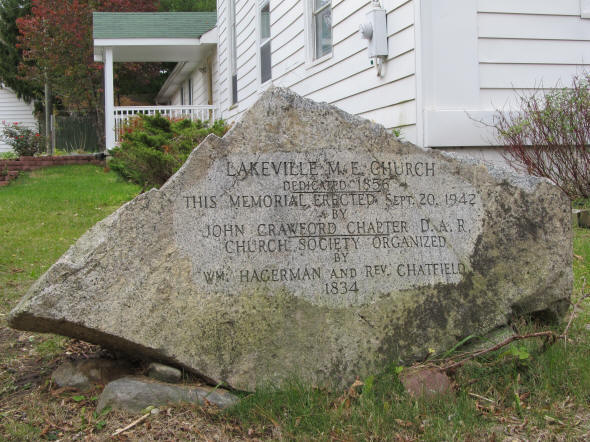 LAKEVILLE M. E. CHURCH
DEDICATED 1856
THIS MEMORIAL ERECTED SEPT. 20, 1942
BY
JOHN CRAWFORD CHAPTER D.A.R.
CHURCH SOCIETY ORGANIZED
BY
WM. HAGERMAN AND REV. CHATFIELD
1834